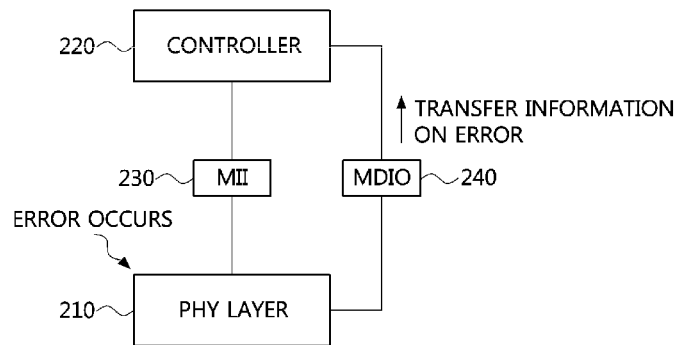 220
CONTROLLER
TRANSFER INFORMATION
ON ERROR
230
MII
MDIO
240
ERROR OCCURS
210
PHY LAYER